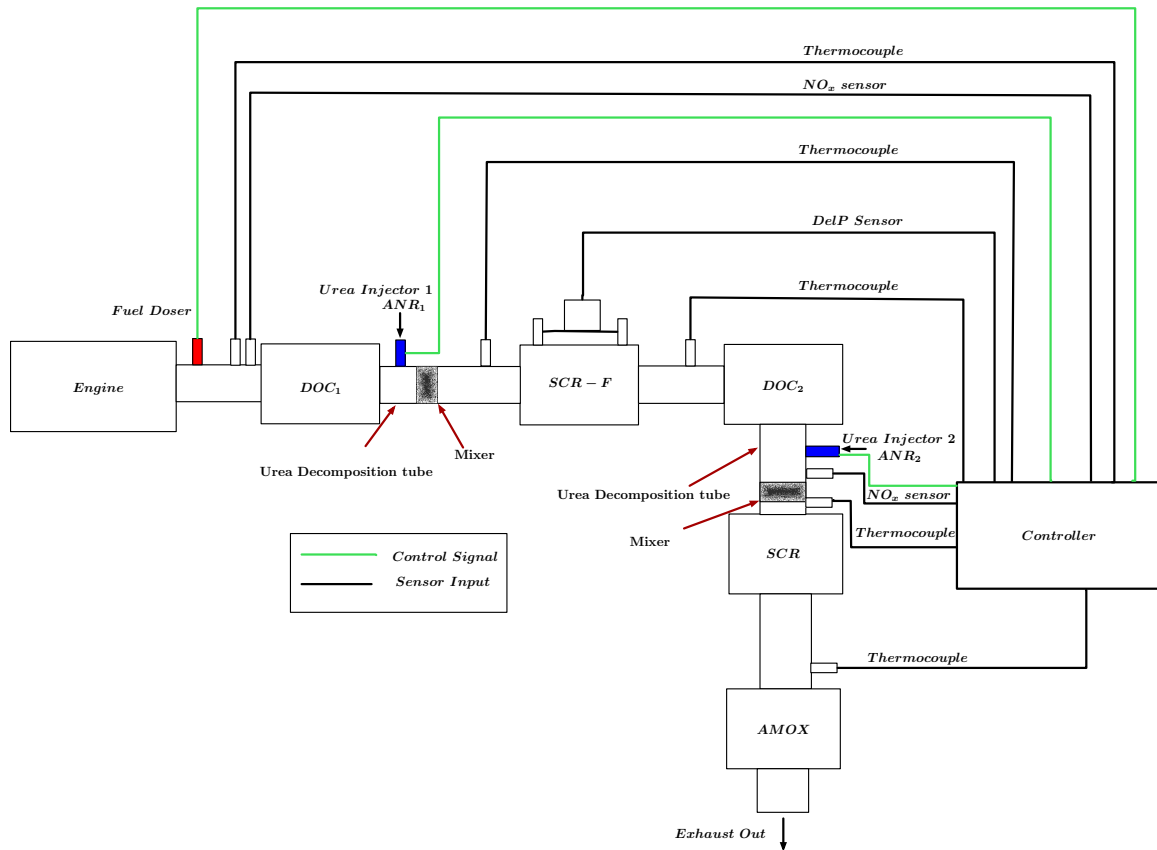 Thermocouple
NOₓ sensor
Thermocouple
DelP Sensor
Thermocouple
Urea Injector 1
ANR₁
Fuel Doser
Engine
DOC₁
SCR − F
DOC₂
Urea Decomposition tube
Mixer
Urea Injector 2
ANR₂
Urea Decomposition tube
NOₓ sensor
Mixer
Thermocouple
Controller
SCR
Control Signal
Sensor Input
Thermocouple
AMOX
Exhaust Out